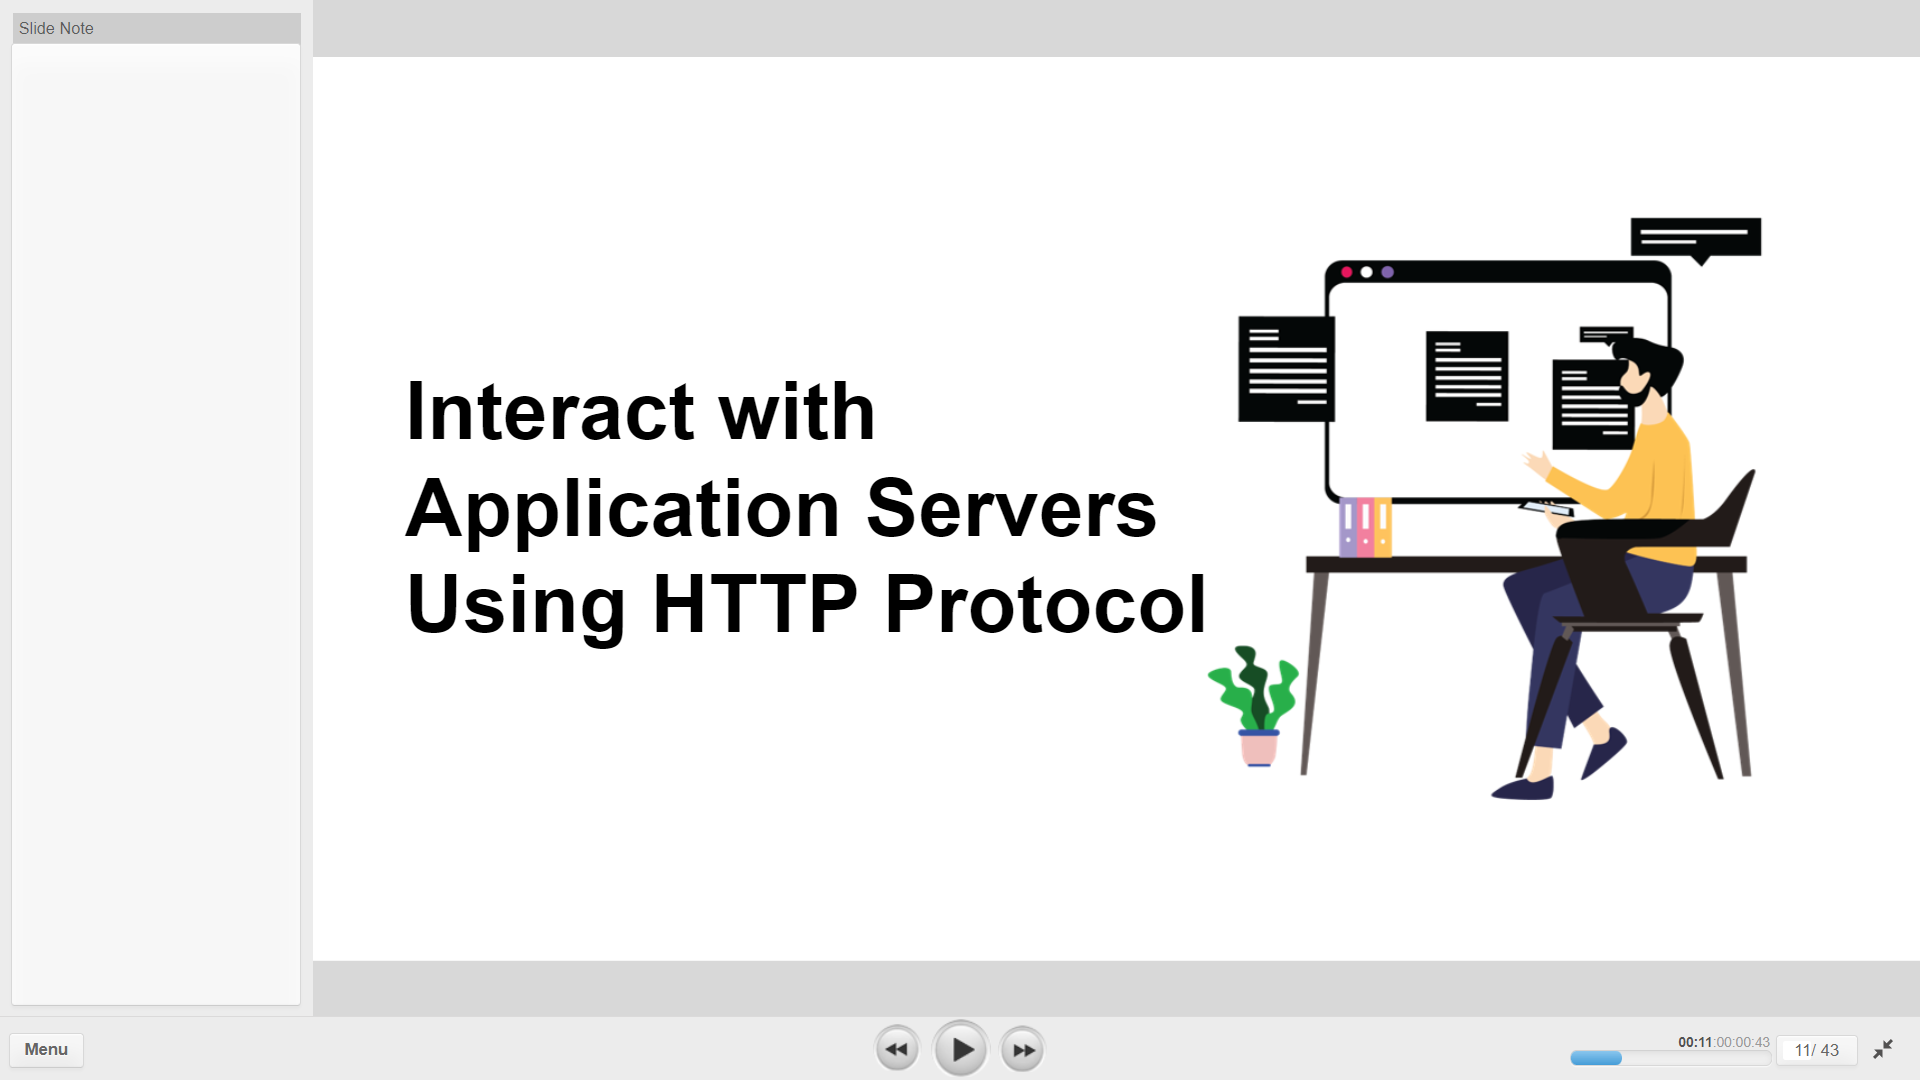 Slide Note
Interact with
Application Servers
Using HTTP Protocol
Menu
00:11:00:00:43
11/ 43